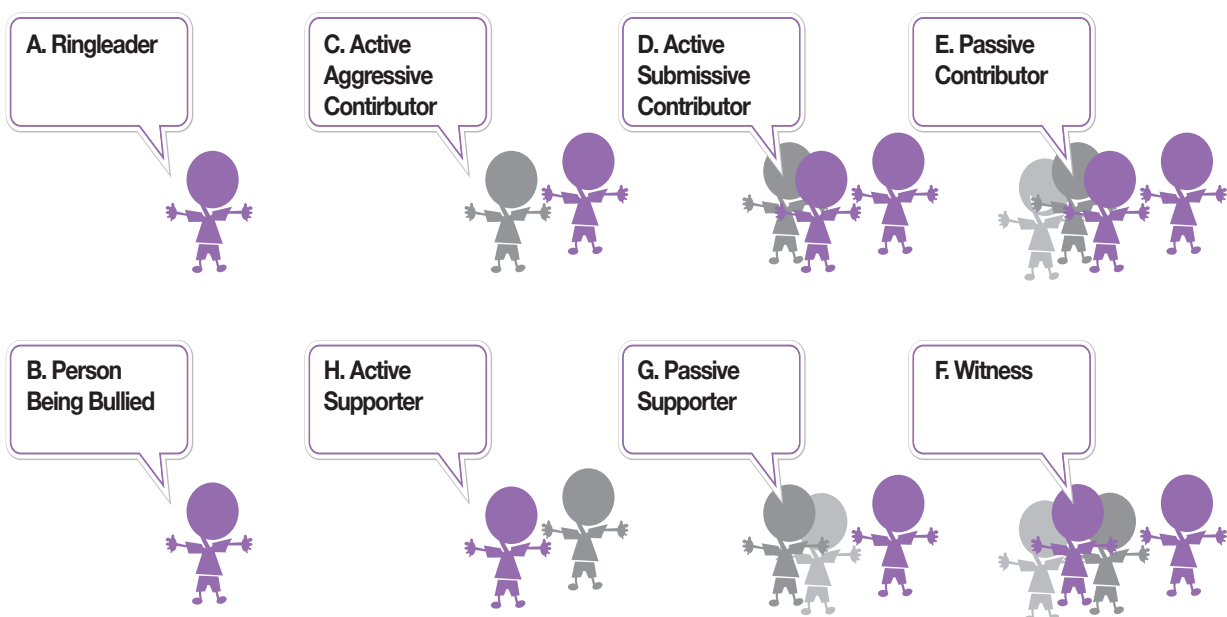 A. Ringleader
C. Active
Aggressive
Contirbutor
D. Active
Submissive
Contributor
E. Passive
Contributor
B. Person
Being Bullied
H. Active
Supporter
G. Passive
Supporter
F. Witness